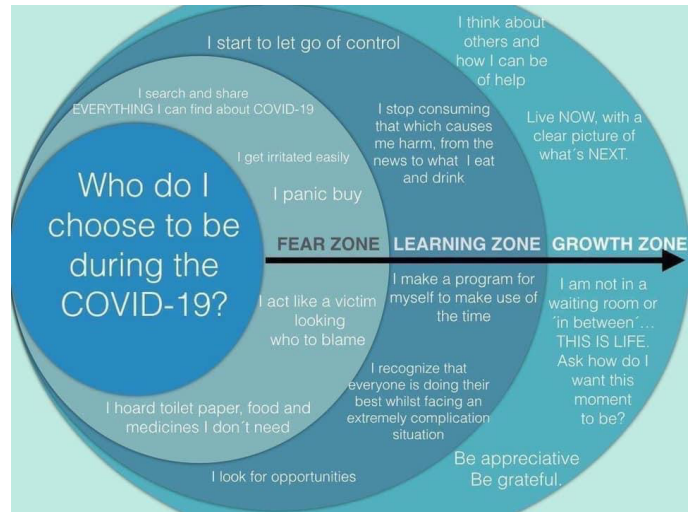 I start to let go of control
I think about
others and
how I can be
of help
I search and share
EVERYTHING I can find about COVID-19
I stop consuming
that which causes
me harm, from the
news to what I eat
and drink
Live NOW, with a
clear picture of
what´s NEXT.
I get irritated easily
I panic buy
Who do I
choose to be
during the
COVID-19?
FEAR ZONE
LEARNING ZONE
GROWTH ZONE
I act like a victim
looking
who to blame
I make a program for
myself to make use of
the time
I am not in a
waiting room or
´in between´...
THIS IS LIFE.
Ask how do I
want this
moment
to be?
I recognize that
everyone is doing their
best whilst facing an
extremely complication
situation
I hoard toilet paper, food and
medicines I don´t need
I look for opportunities
Be appreciative
Be grateful.